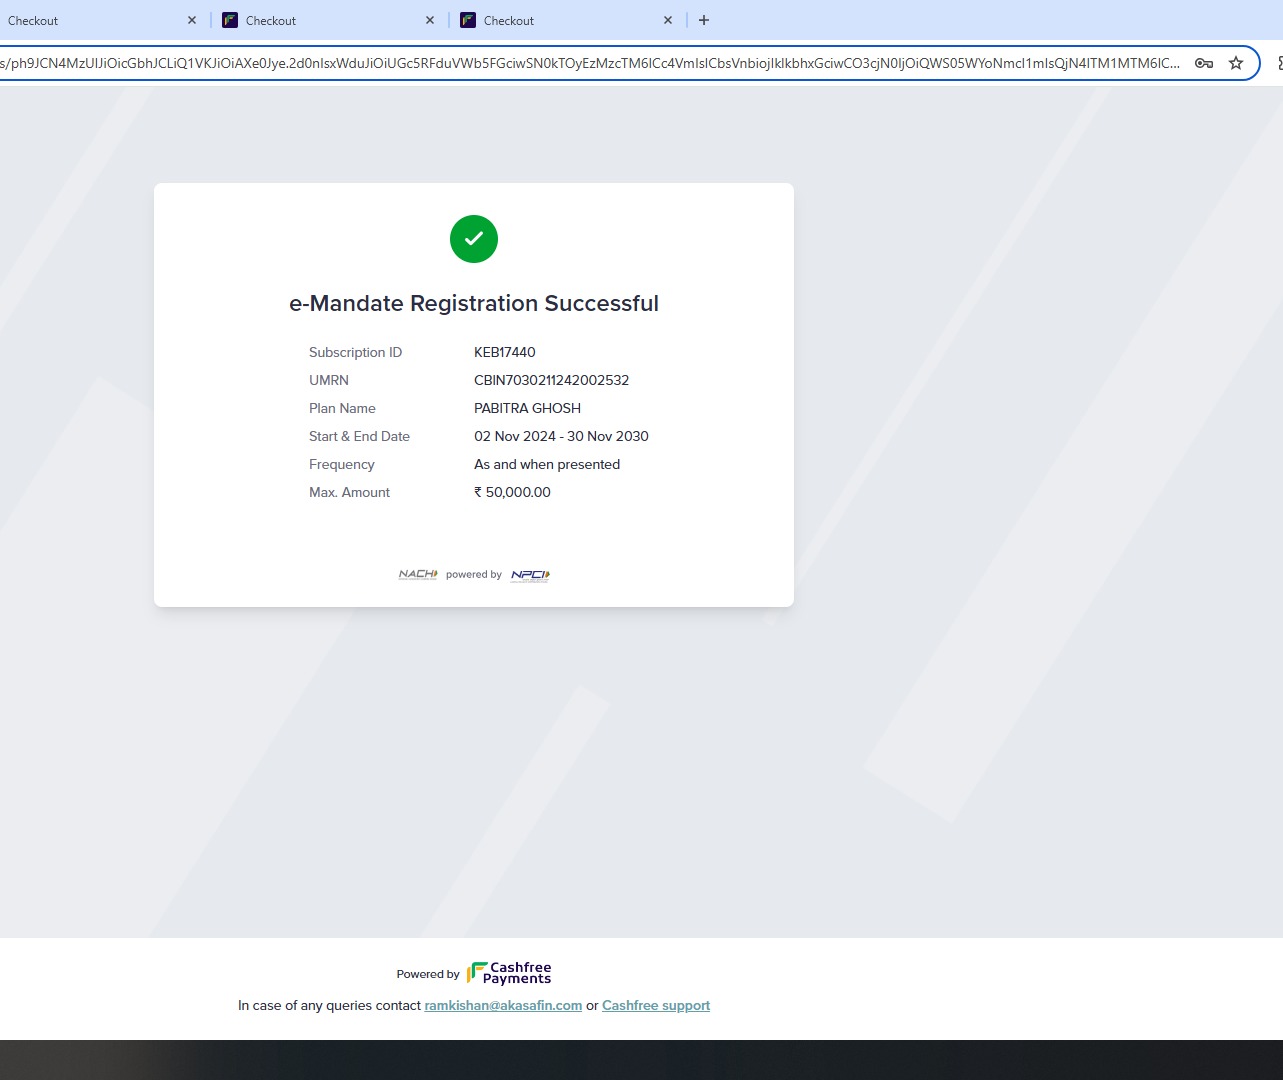 Checkout
Checkout
Checkout
e-Mandate Registration Successful
Subscription ID KEB17440
UMRN CBIN7030211242002532
Plan Name PABITRA GHOSH
Start & End Date 02 Nov 2024 - 30 Nov 2030
Frequency As and when presented
Max. Amount ₹ 50,000.00
NACH powered by NPCI
Powered by Cashfree Payments
In case of any queries contact ramkishan@akasafin.com or Cashfree support